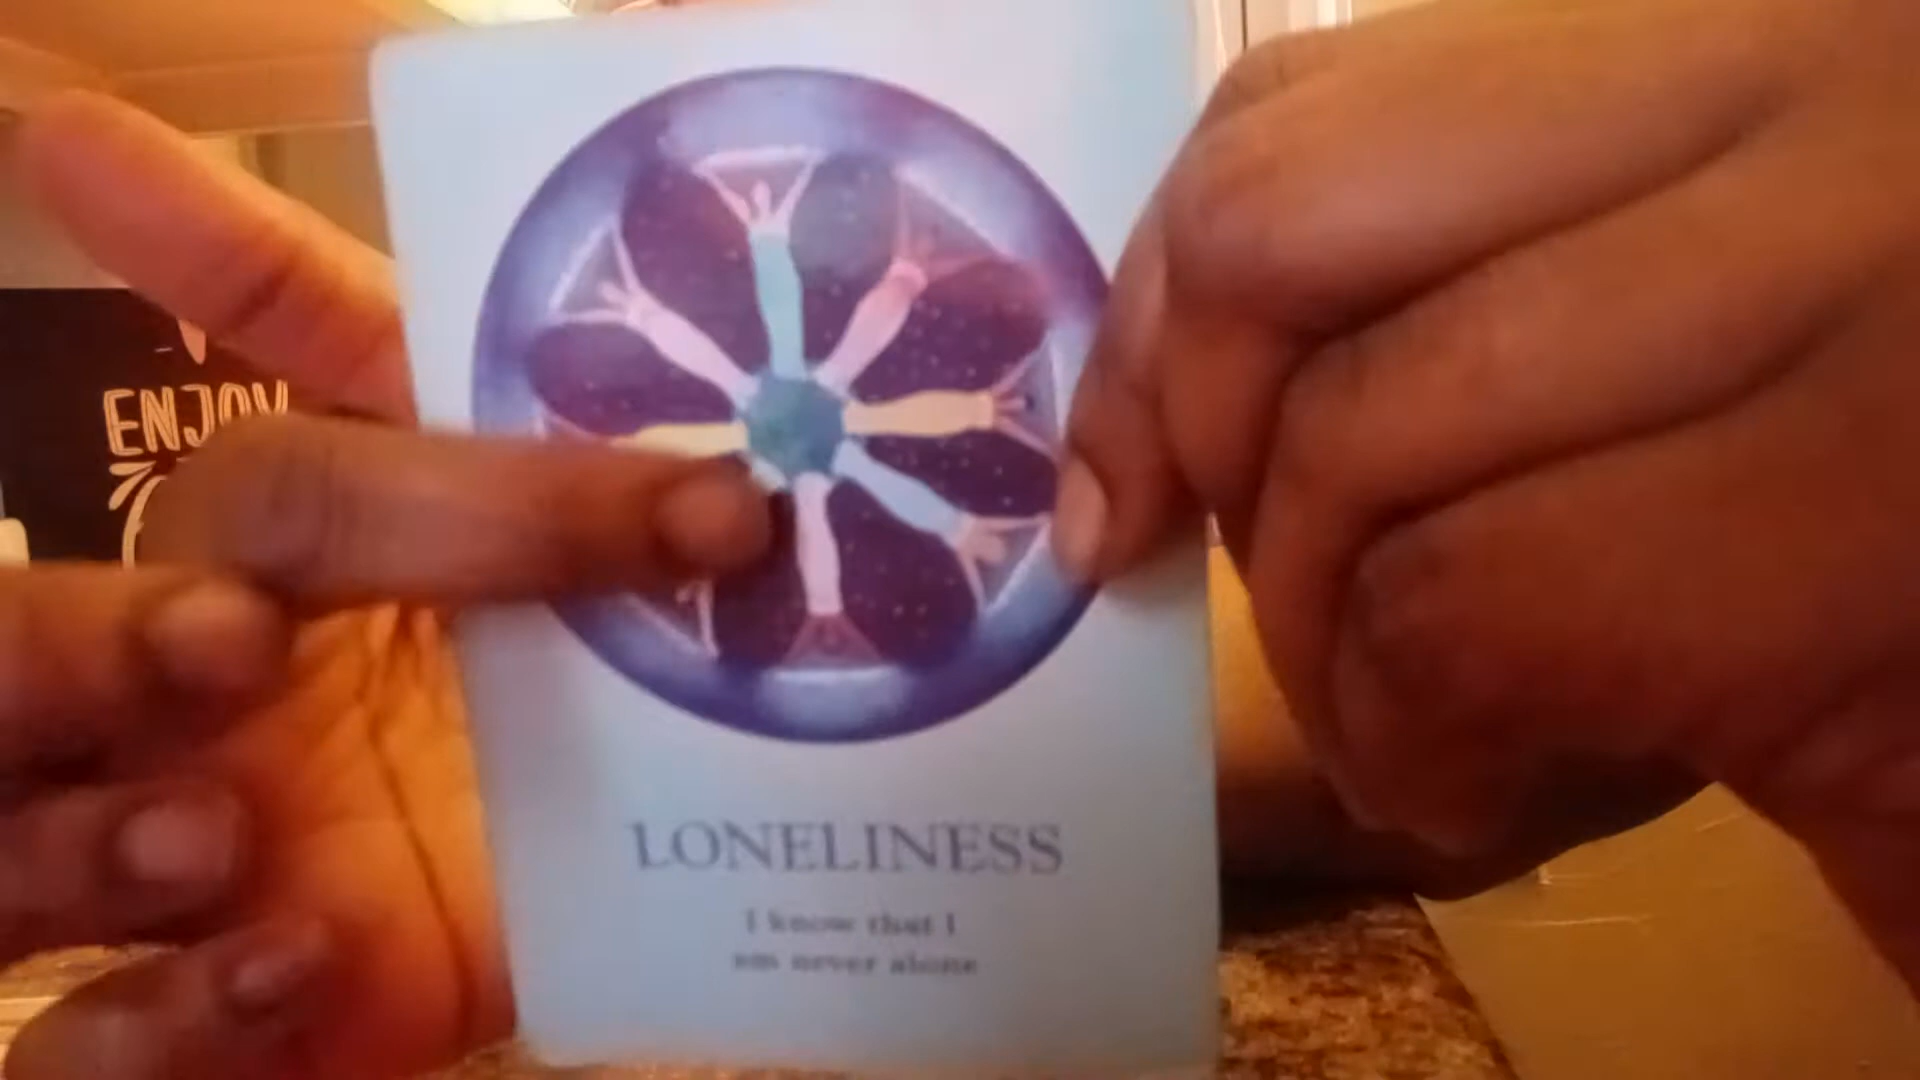 ENJOY
LONELINESS
I know that I
am never alone